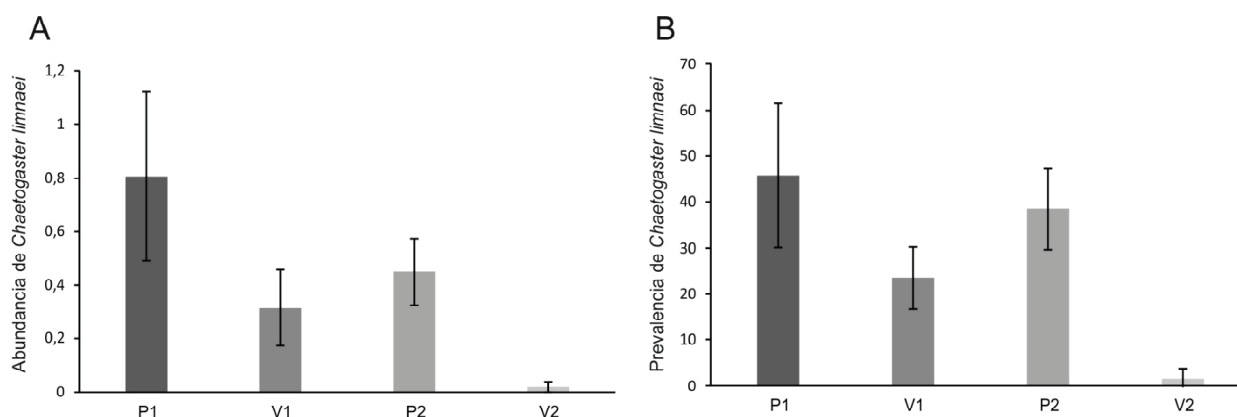 A
Abundancia de Chaetogaster limnaei
1,2
1
0,8
0,6
0,4
0,2
0
P1 V1 P2 V2
B
Prevalencia de Chaetogaster limnaei
70
60
50
40
30
20
10
0
P1 V1 P2 V2